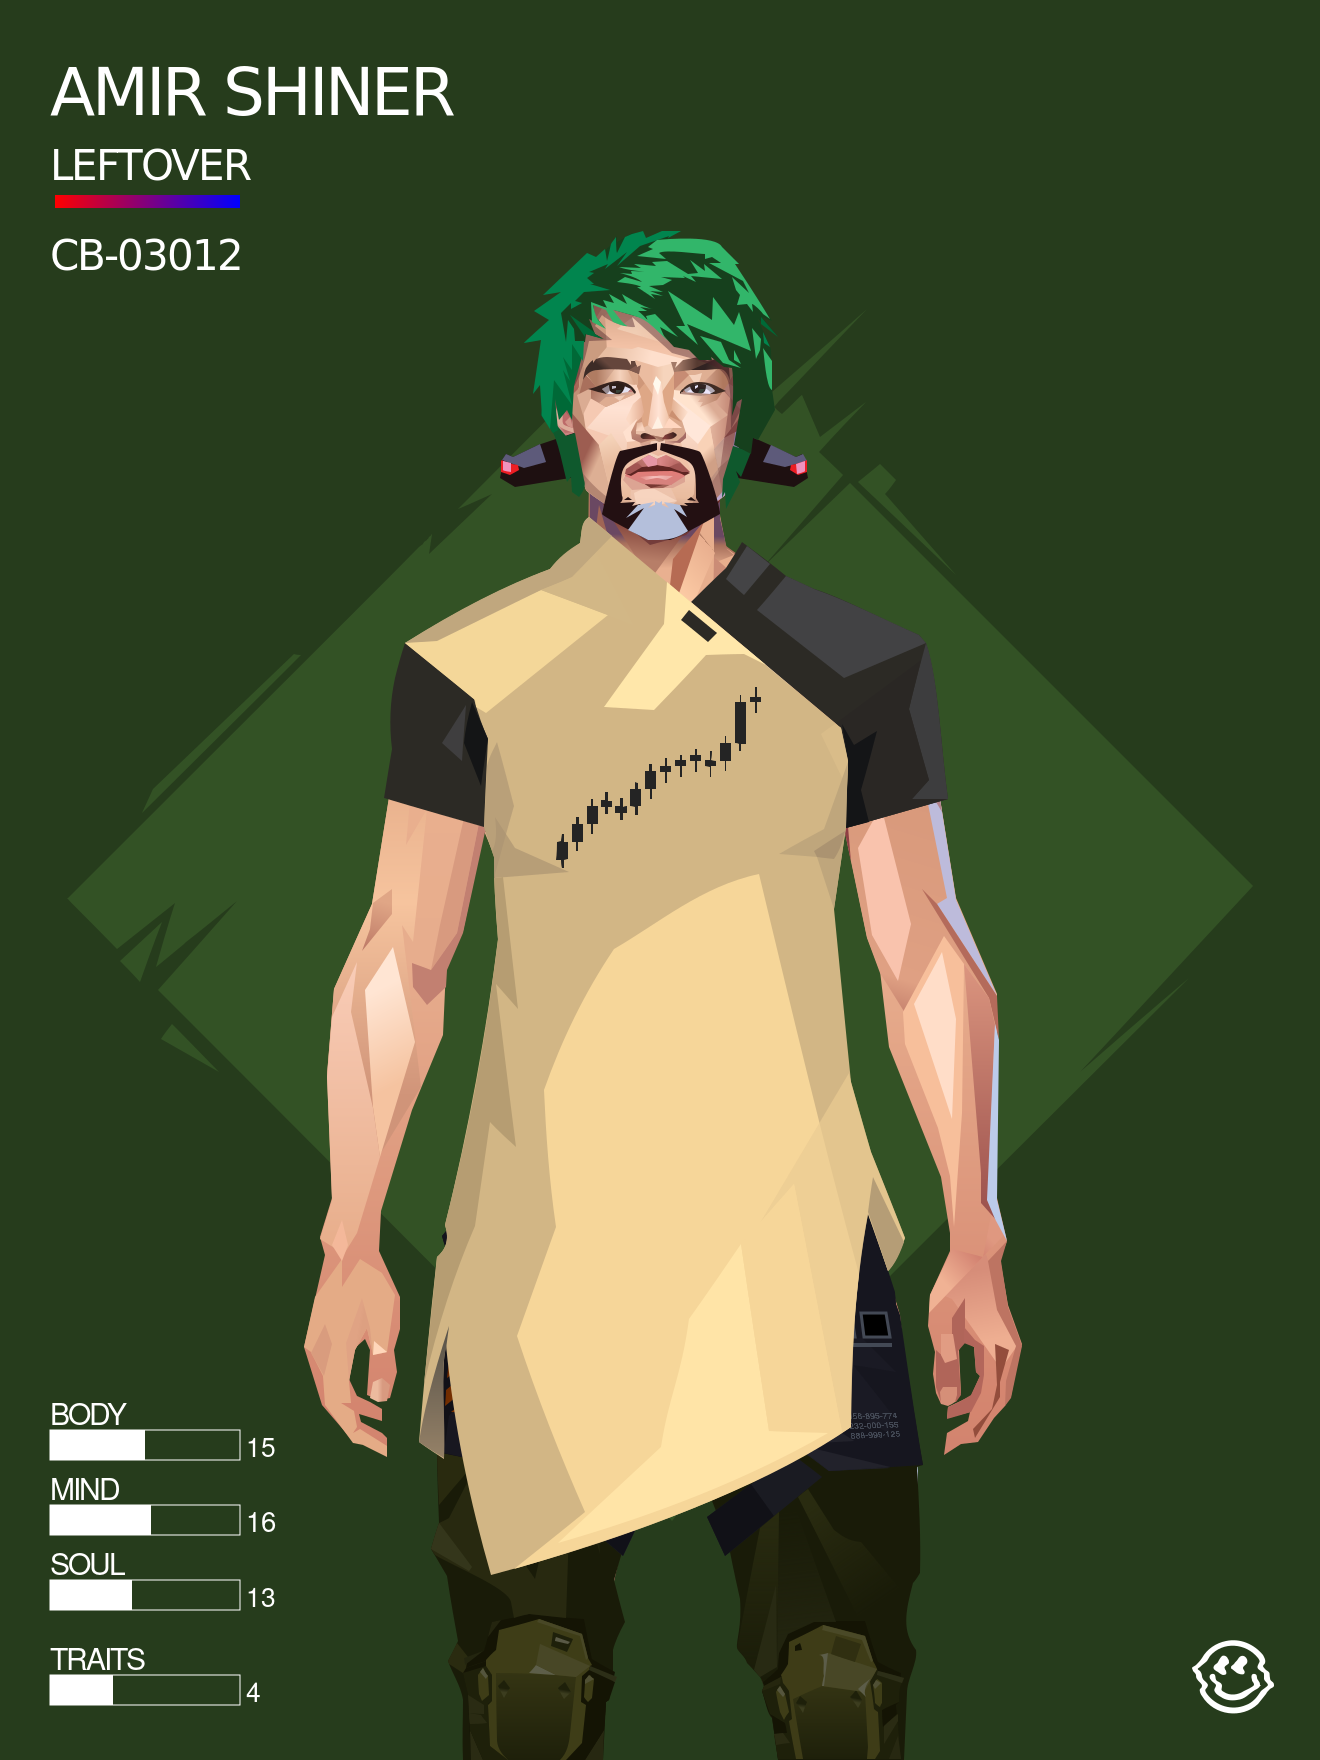 AMIR SHINER
LEFTOVER
CB-03012
BODY
15
MIND
16
SOUL
13
TRAITS
4